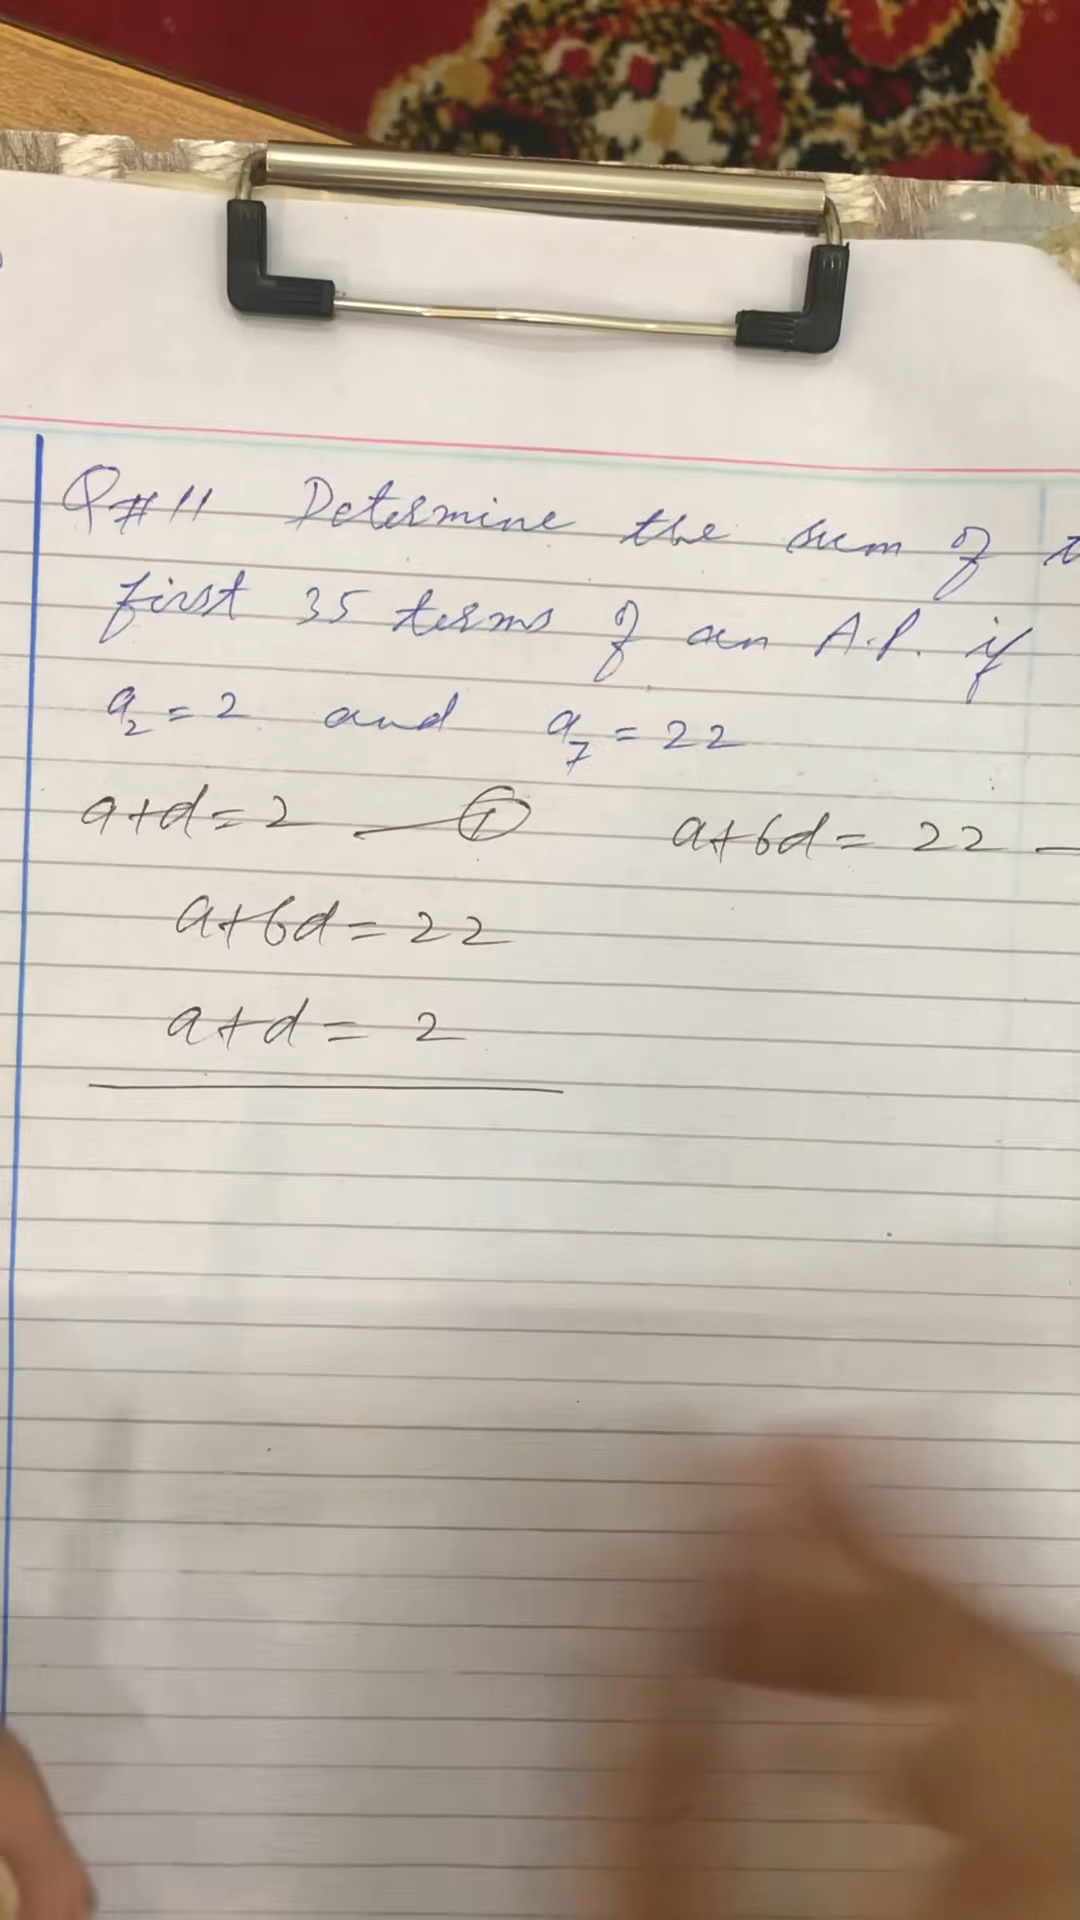 Q#11 Determine the sum of
first 35 terms of an A.P. if
a₂ = 2 and a₇ = 22
a+d=2 — ① a+6d= 22 —
a+6d=22
a+d= 2